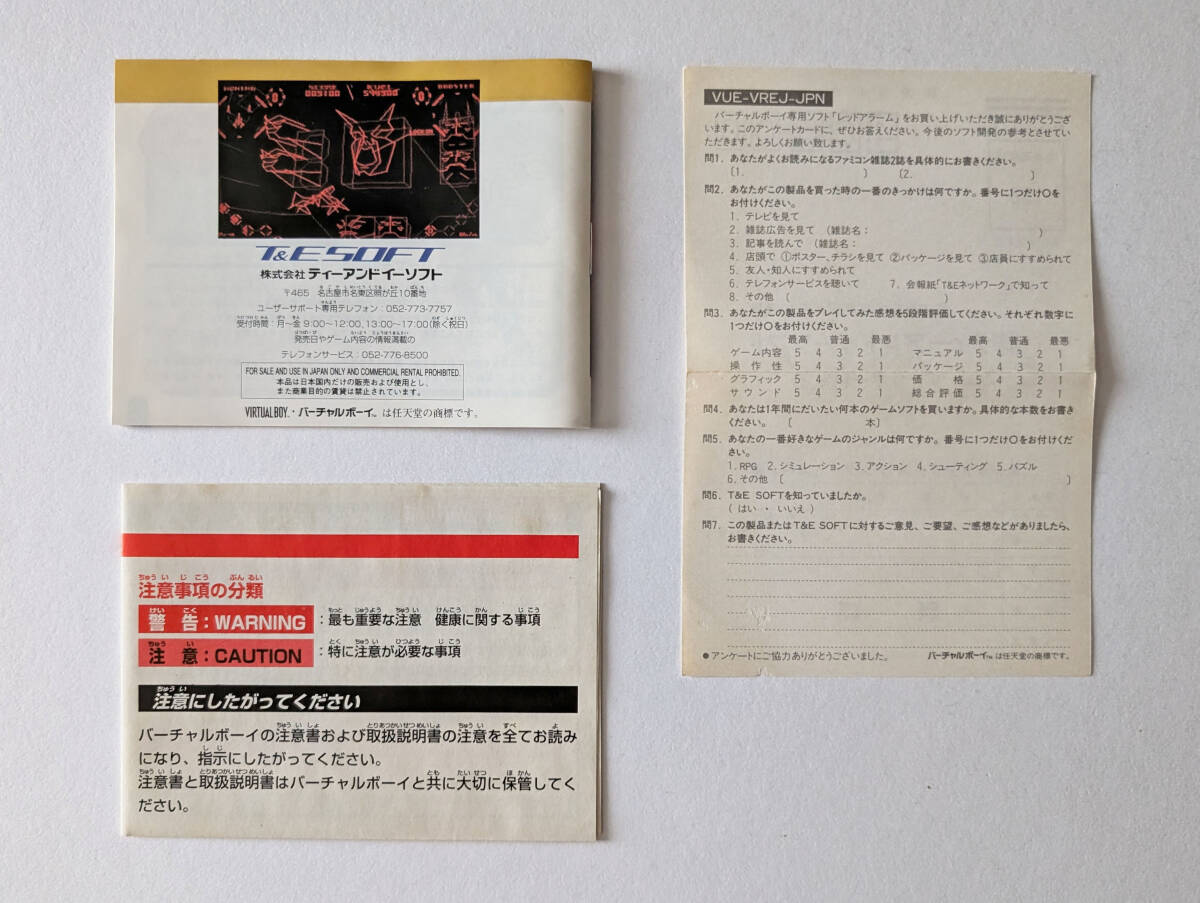 003100
T&E SOFT
株式会社 ティーアンドイーソフト
〒465 名古屋市名東区照が丘10番地
ユーザーサポート専用テレフォン:052-773-7757
受付時間:月〜金 9:00〜12:00、13:00〜17:00(除く祝日)
発売日やゲーム内容の情報満載の
テレフォンサービス:052-776-8500
FOR SALE AND USE IN JAPAN ONLY AND COMMERCIAL RENTAL PROHIBITED.
本品は日本国内だけの販売および使用とし、
また商業目的の賃貸は禁止されています。
VIRTUAL BOY™・バーチャルボーイ™ は任天堂の商標です。
注意事項の分類
警告:WARNING :最も重要な注意 健康に関する事項
注意:CAUTION :特に注意が必要な事項
注意にしたがってください
バーチャルボーイの注意書および取扱説明書の注意を全てお読み
になり、指示にしたがってください。
注意書と取扱説明書はバーチャルボーイと共に大切に保管してく
ださい。
VUE-VREJ-JPN
バーチャルボーイ専用ソフト「レッドアラーム」をお買い上げいただき誠にありがとうござ
います。このアンケートカードに、ぜひお答えください。今後のソフト開発の参考とさせてい
ただきます。よろしくお願い致します。
問1. あなたがよくお読みになるファミコン雑誌2誌を具体的にお書きください。
〔1. 〕 〔2. 〕
問2. あなたがこの製品を買った時の一番のきっかけは何ですか。番号に1つだけ○を
お付けください。
1. テレビを見て
2. 雑誌広告を見て (雑誌名: )
3. 記事を読んで (雑誌名: )
4. 店頭で ①ポスター、チラシを見て ②パッケージを見て ③店員にすすめられて
5. 友人・知人にすすめられて
6. テレフォンサービスを聴いて 7. 会報紙「T&Eネットワーク」で知って
8. その他 ( )
問3. あなたがこの製品をプレイしてみた感想を5段階評価してください。それぞれ数字に
1つだけ○をお付けください。
最高 普通 最悪 最高 普通 最悪
ゲーム内容 5 4 3 2 1 マニュアル 5 4 3 2 1
操作性 5 4 3 2 1 パッケージ 5 4 3 2 1
グラフィック 5 4 3 2 1 価格 5 4 3 2 1
サウンド 5 4 3 2 1 総合評価 5 4 3 2 1
問4. あなたは1年間にだいたい何本のゲームソフトを買いますか。具体的な本数をお書き
ください。 〔 本〕
問5. あなたの一番好きなゲームのジャンルは何ですか。番号に1つだけ○をお付けくだ
さい。
1. RPG 2. シミュレーション 3. アクション 4. シューティング 5. パズル
6. その他 〔 〕
問6. T&E SOFTを知っていましたか。
( はい ・ いいえ )
問7. この製品またはT&E SOFTに対するご意見、ご要望、ご感想などがありましたら、
お書きください。
●アンケートにご協力ありがとうございました。 バーチャルボーイ™は任天堂の商標です。